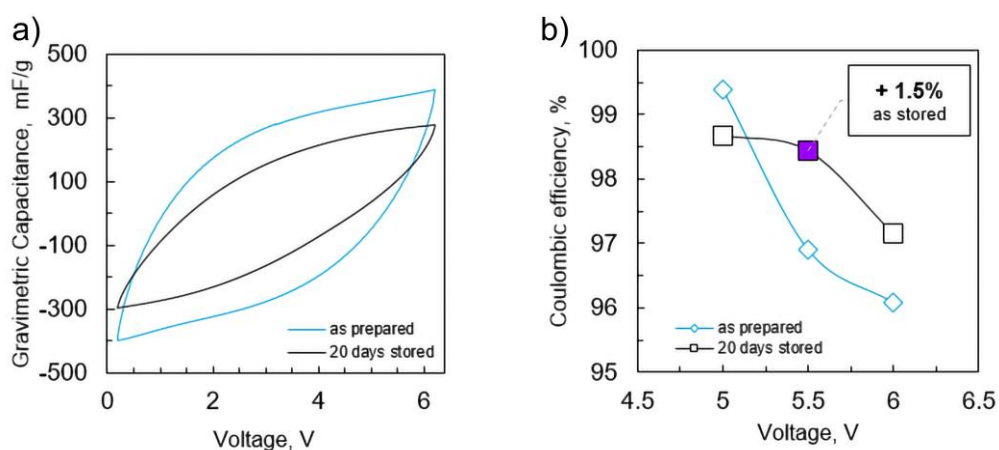 a)
Gravimetric Capacitance, mF/g
500
300
100
-100
-300
-500
as prepared
20 days stored
0
2
4
6
Voltage, V
b)
Coulombic efficiency, %
100
99
98
97
96
95
+ 1.5%
as stored
as prepared
20 days stored
4.5
5
5.5
6
6.5
Voltage, V